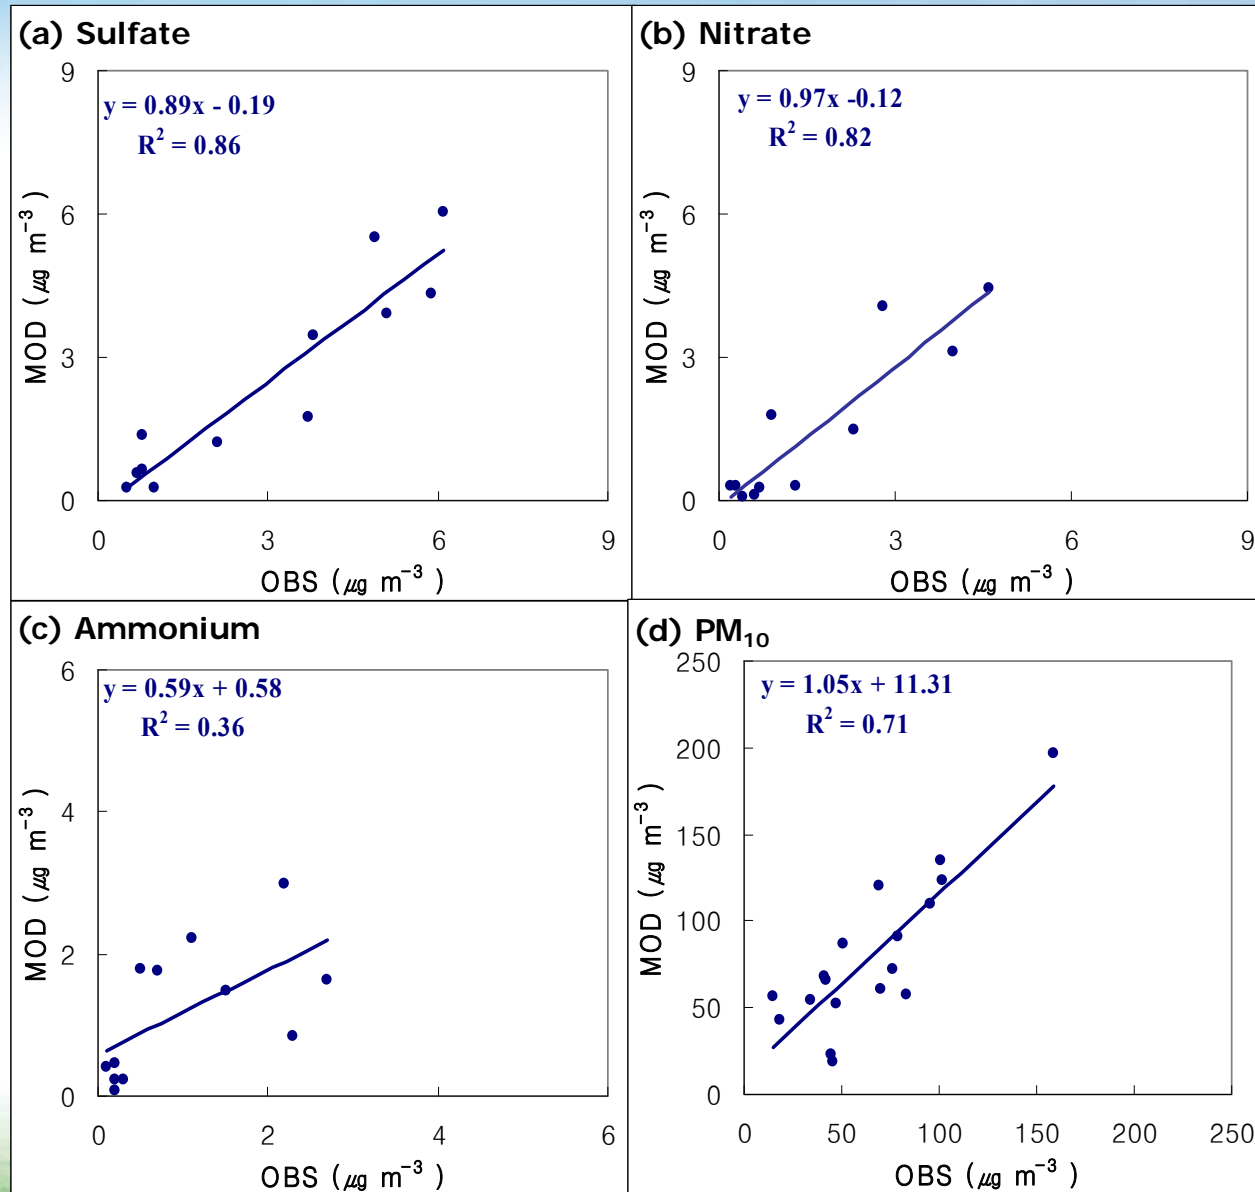 (a) Sulfate
y = 0.89x - 0.19
R² = 0.86
9
6
3
0
MOD (μg m⁻³)
0 3 6 9
OBS (μg m⁻³)
(b) Nitrate
y = 0.97x -0.12
R² = 0.82
9
6
3
0
MOD (μg m⁻³)
0 3 6 9
OBS (μg m⁻³)
(c) Ammonium
y = 0.59x + 0.58
R² = 0.36
6
4
2
0
MOD (μg m⁻³)
0 2 4 6
OBS (μg m⁻³)
(d) PM₁₀
y = 1.05x + 11.31
R² = 0.71
250
200
150
100
50
0
MOD (μg m⁻³)
0 50 100 150 200 250
OBS (μg m⁻³)